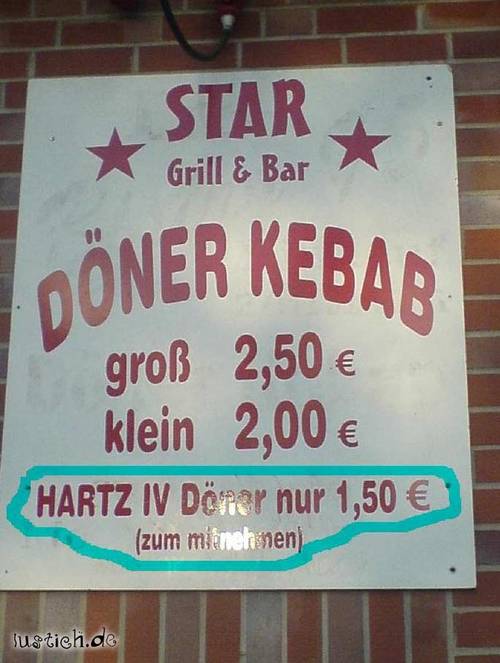 STAR
Grill & Bar
DÖNER KEBAB
groß 2,50 €
klein 2,00 €
HARTZ IV Döner nur 1,50 €
(zum mitnehmen)
lustich.de